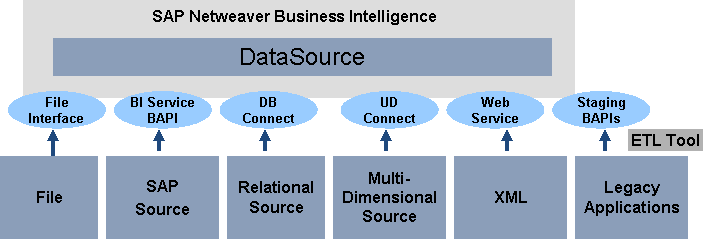 SAP Netweaver Business Intelligence
DataSource
File
Interface
BI Service
BAPI
DB
Connect
UD
Connect
Web
Service
Staging
BAPIs
ETL Tool
File
SAP
Source
Relational
Source
Multi-
Dimensional
Source
XML
Legacy
Applications